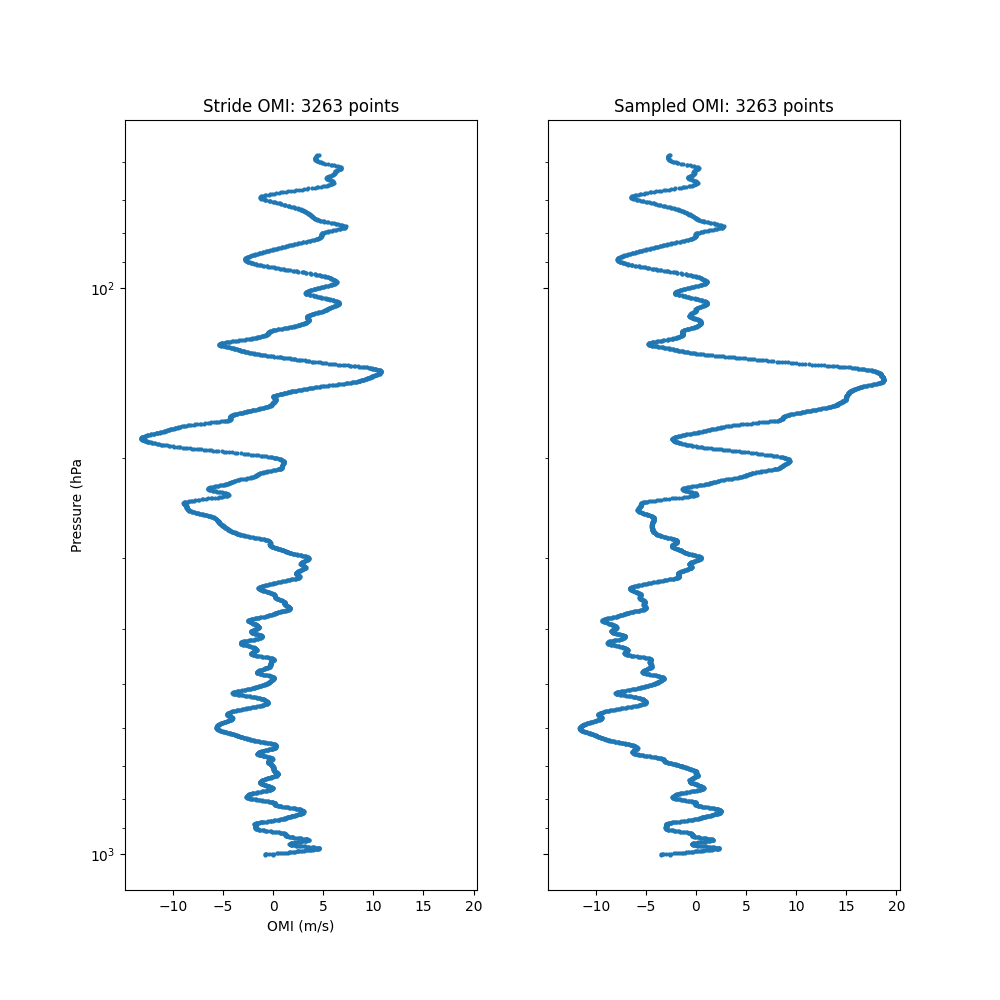 Stride OMI: 3263 points
Sampled OMI: 3263 points
Pressure (hPa
10²
10³
−10 −5 0 5 10 15 20
OMI (m/s)
−10 −5 0 5 10 15 20